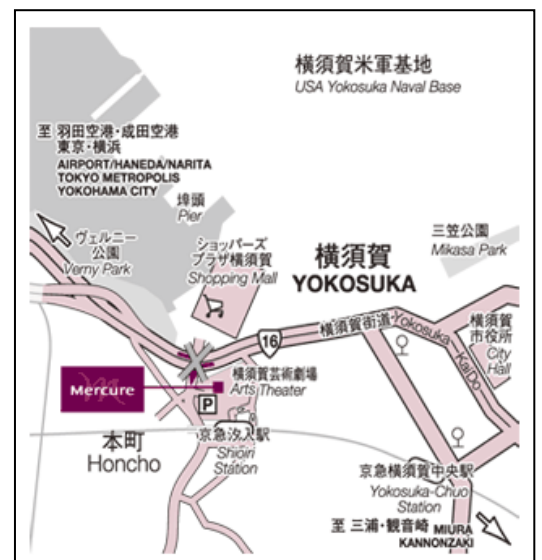 横須賀米軍基地
USA Yokosuka Naval Base
至 羽田空港・成田空港
東京・横浜
AIRPORT/HANEDA/NARITA
TOKYO METROPOLIS
YOKOHAMA CITY
埠頭
Pier
ヴェルニー
公園
Verny Park
ショッパーズ
プラザ横須賀
Shopping Mall
三笠公園
Mikasa Park
横須賀
YOKOSUKA
16
横須賀街道 Yokosuka KaiDo
横須賀
市役所
City
Hall
Mercure
横須賀芸術劇場
Arts Theater
P
本町
Honcho
京急汐入駅
Shioiri
Station
京急横須賀中央駅
Yokosuka-Chuo
Station
至 三浦・観音崎 MIURA
KANNONZAKI